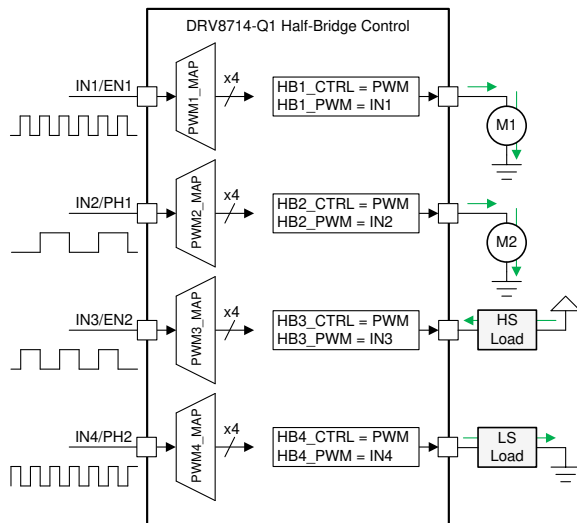 DRV8714-Q1 Half-Bridge Control
IN1/EN1
PWM1_MAP
x4
HB1_CTRL = PWM
HB1_PWM = IN1
M1
IN2/PH1
PWM2_MAP
x4
HB2_CTRL = PWM
HB2_PWM = IN2
M2
IN3/EN2
PWM3_MAP
x4
HB3_CTRL = PWM
HB3_PWM = IN3
HS
Load
IN4/PH2
PWM4_MAP
x4
HB4_CTRL = PWM
HB4_PWM = IN4
LS
Load